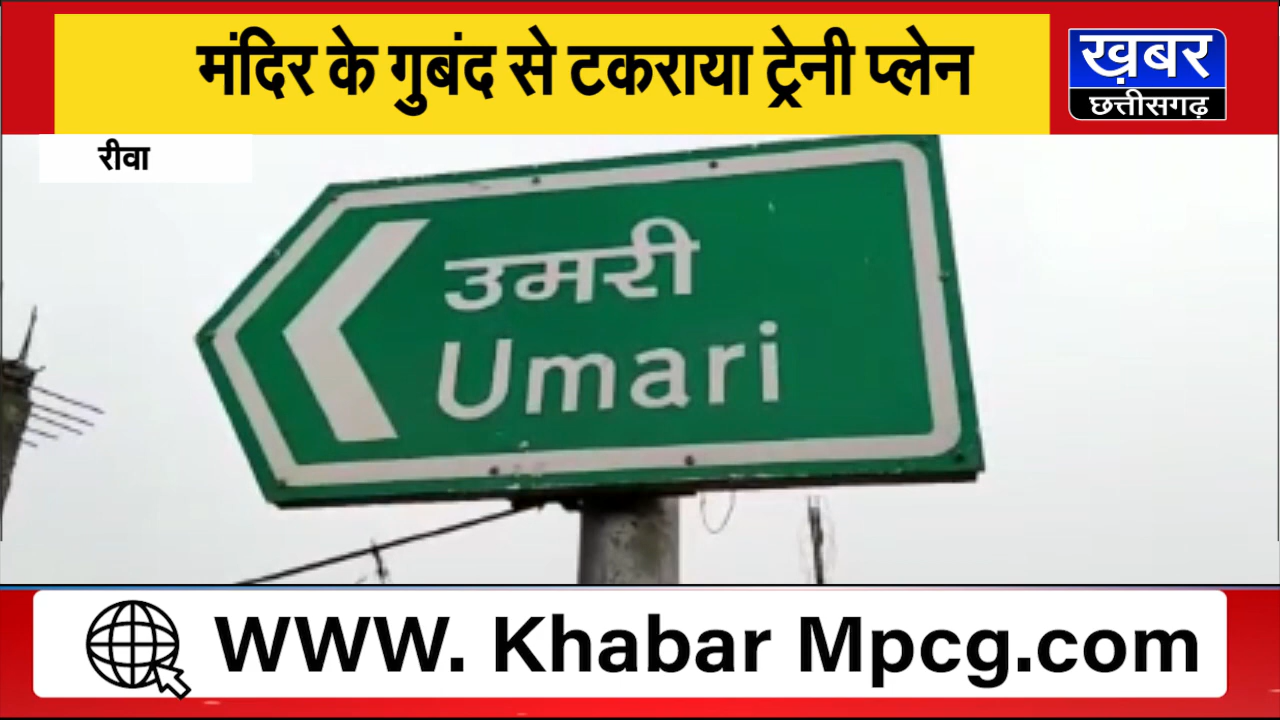 मंदिर के गुबंद से टकराया ट्रेनी प्लेन
ख़बर
छत्तीसगढ़
रीवा
उमरी
Umari
WWW. Khabar Mpcg.com